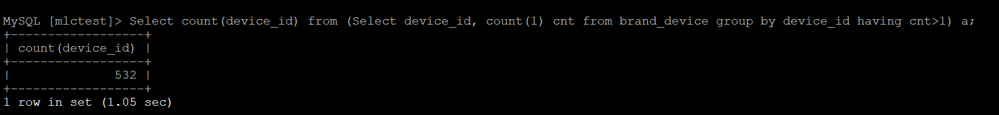 MySQL [mlctest]> Select count(device_id) from (Select device_id, count(1) cnt from brand_device group by device_id having cnt>1) a;
+------------------+
| count(device_id) |
+------------------+
|              532 |
+------------------+
1 row in set (1.05 sec)